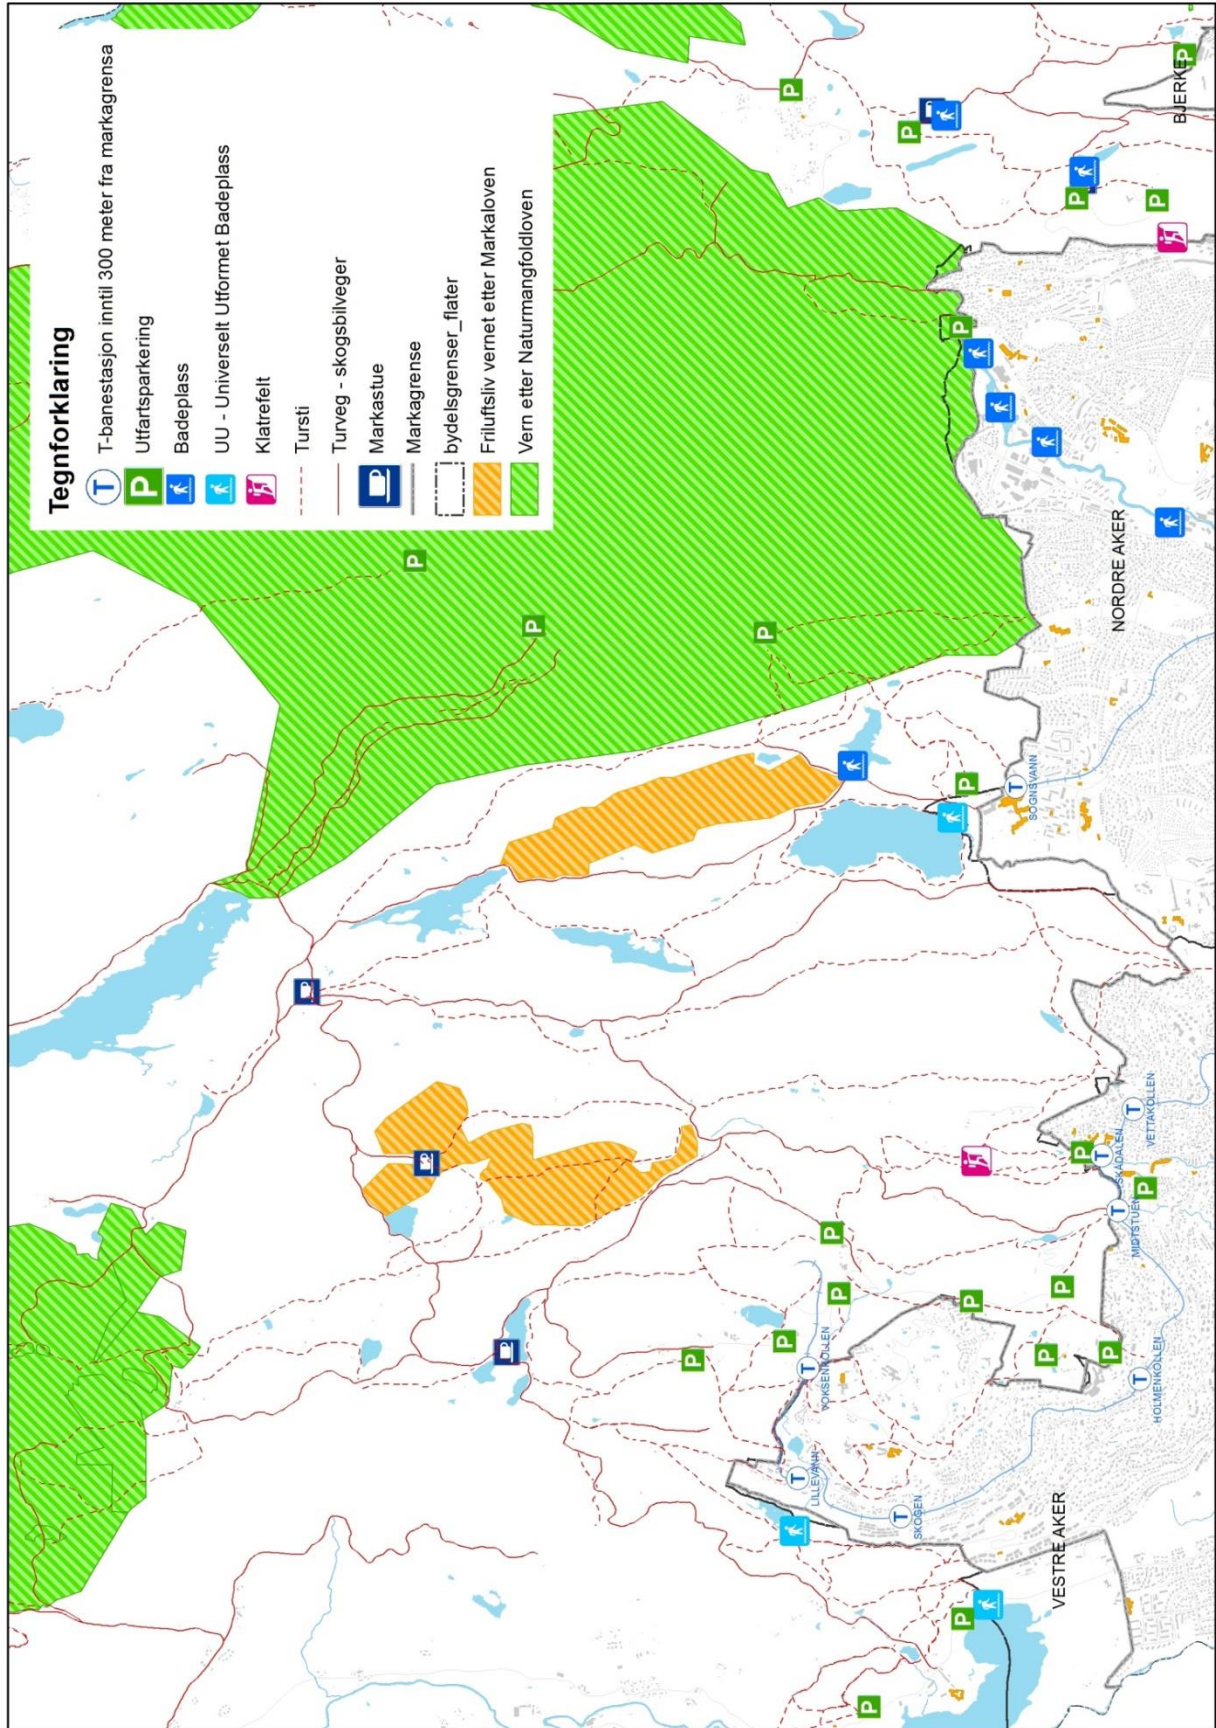 Tegnforklaring
T T-banestasjon inntil 300 meter fra markagrensa
P Utfartsparkering
Badeplass
UU - Universelt Utformet Badeplass
Klatrefelt
Tursti
Turveg - skogsbilveger
Markastue
Markagrense
bydelsgrenser_flater
Friluftsliv vernet etter Markaloven
Vern etter Naturmangfoldloven
LILLEVANN
VOKSENKOLLEN
SKOGEN
SOGNSVANN
VESTRE AKER
HOLMENKOLLEN
MIDTSTUEN
SKÅDALEN
VETTAKOLLEN
NORDRE AKER
BJERKE